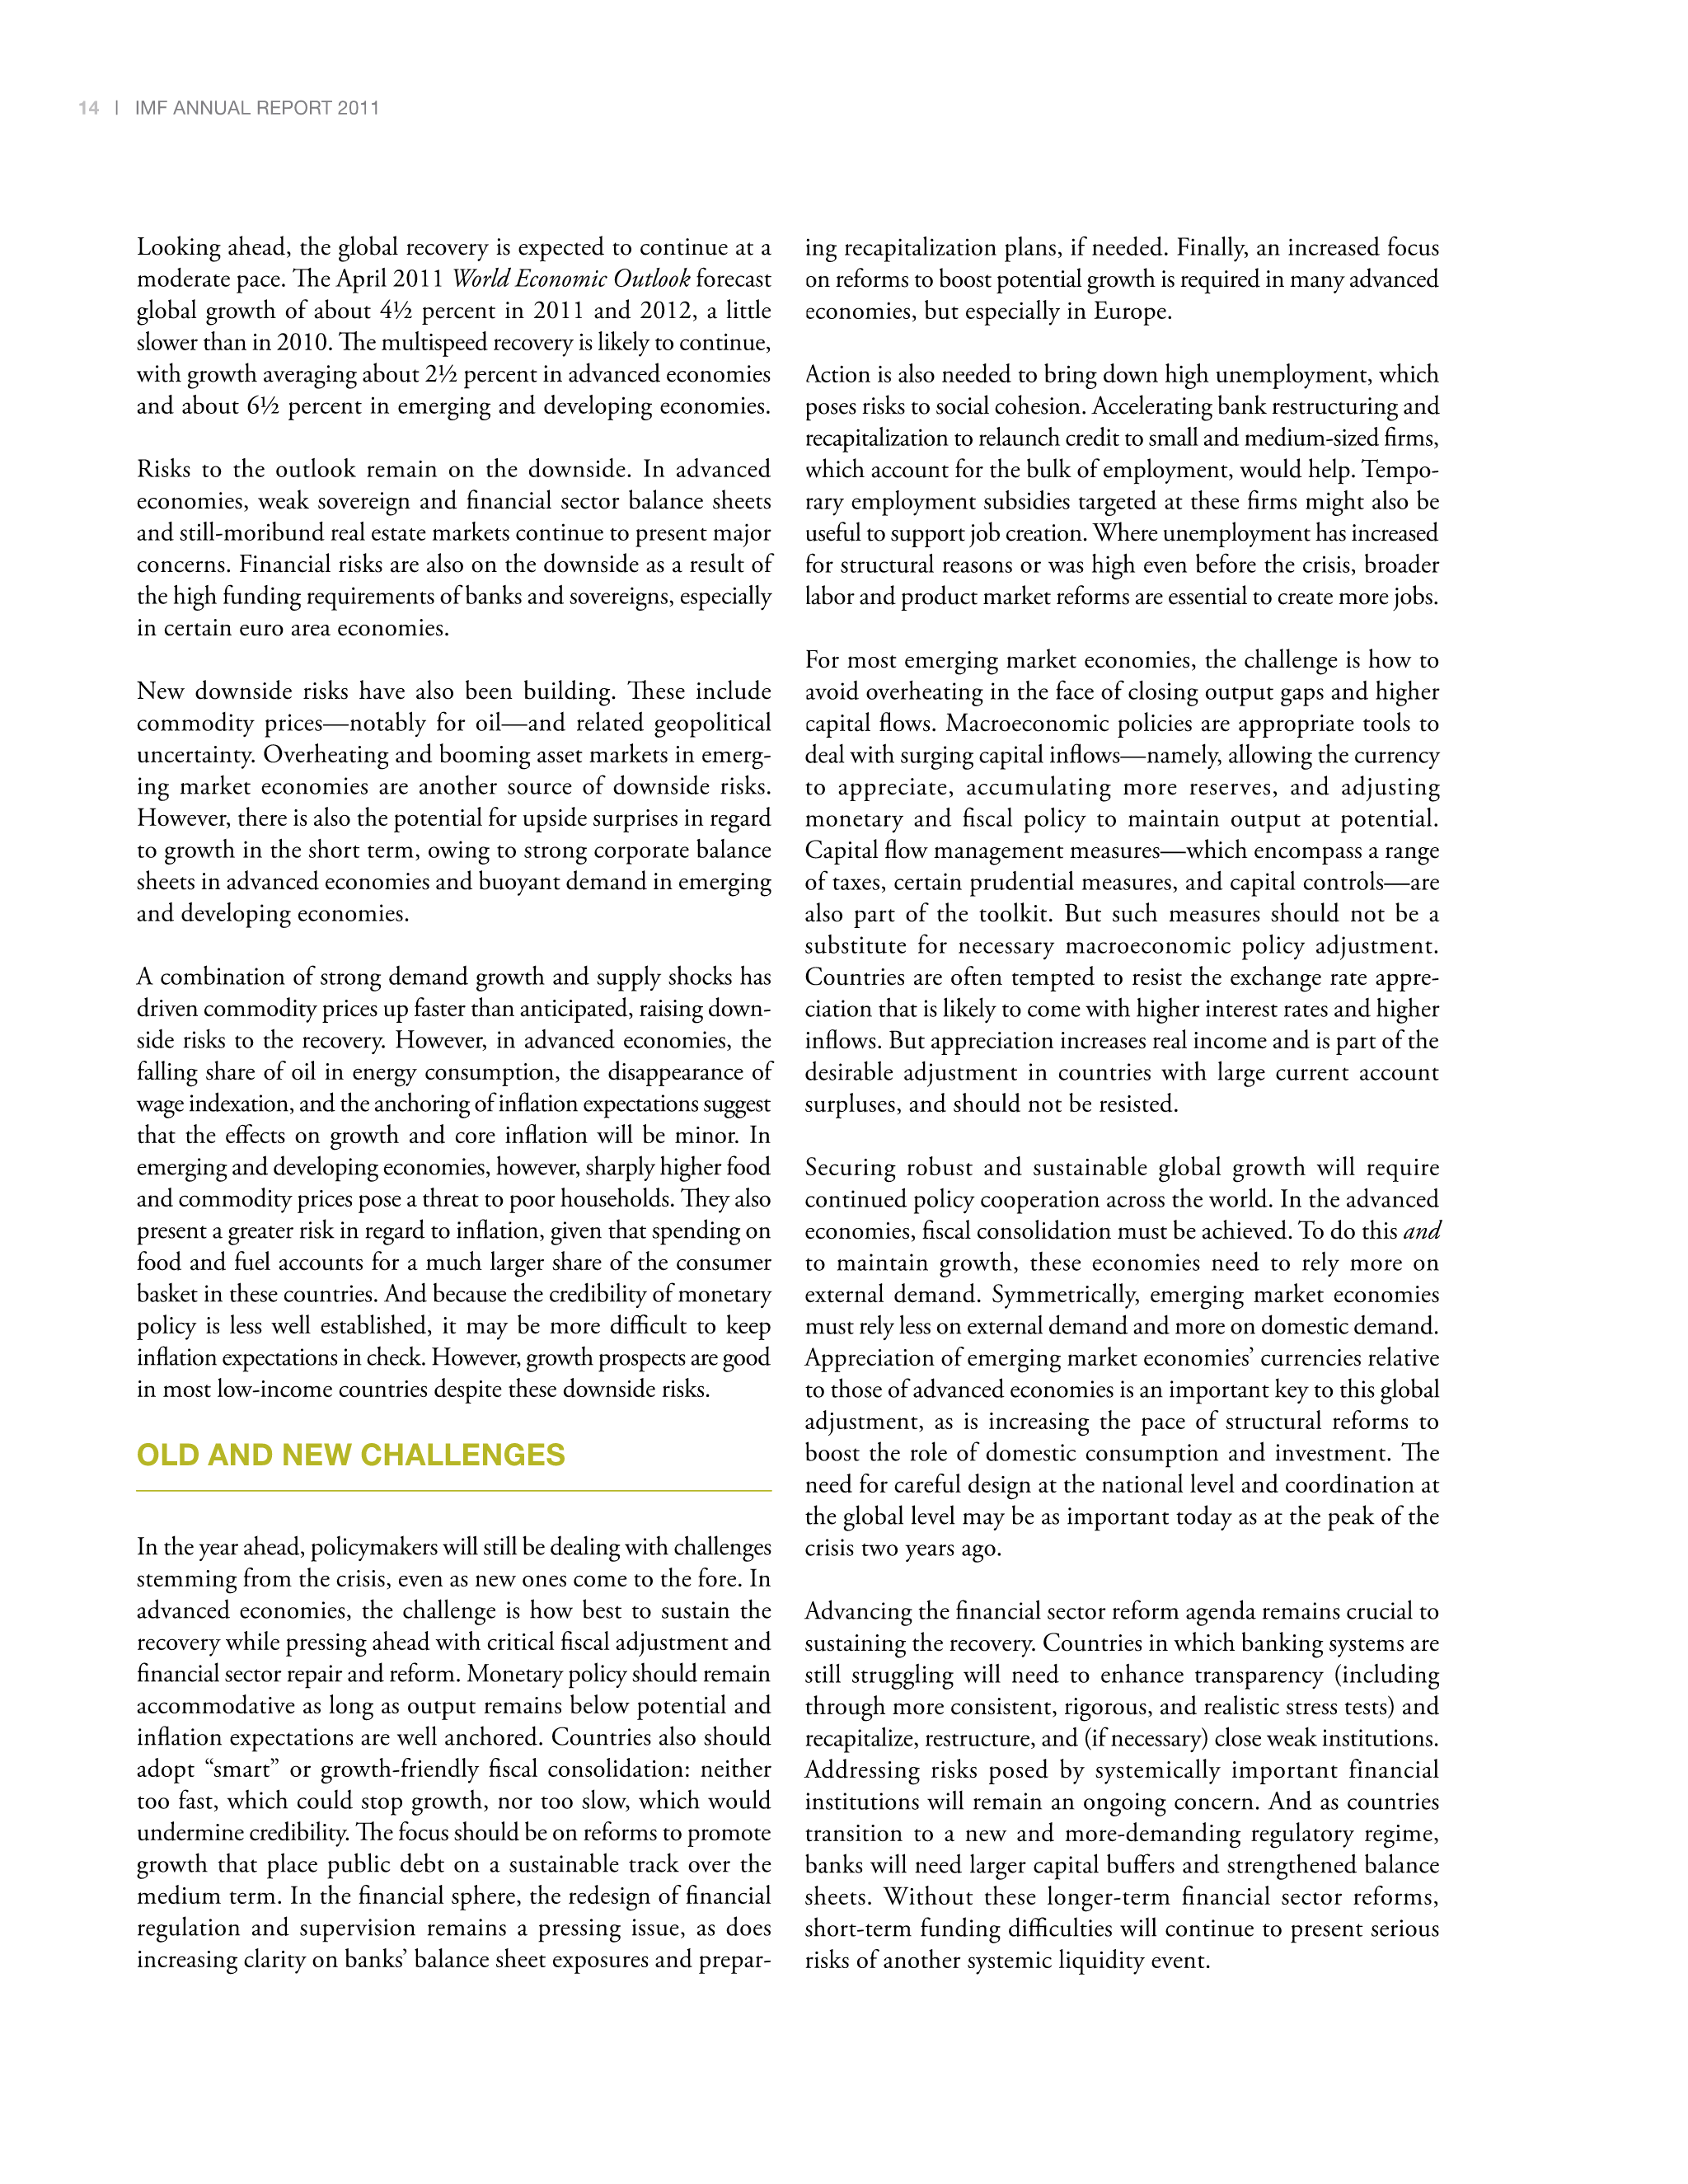 14 | IMF ANNUAL REPORT 2011
Looking ahead, the global recovery is expected to continue at a
moderate pace. The April 2011 World Economic Outlook forecast
global growth of about 4½ percent in 2011 and 2012, a little
slower than in 2010. The multispeed recovery is likely to continue,
with growth averaging about 2½ percent in advanced economies
and about 6½ percent in emerging and developing economies.
Risks to the outlook remain on the downside. In advanced
economies, weak sovereign and financial sector balance sheets
and still-moribund real estate markets continue to present major
concerns. Financial risks are also on the downside as a result of
the high funding requirements of banks and sovereigns, especially
in certain euro area economies.
New downside risks have also been building. These include
commodity prices—notably for oil—and related geopolitical
uncertainty. Overheating and booming asset markets in emerg-
ing market economies are another source of downside risks.
However, there is also the potential for upside surprises in regard
to growth in the short term, owing to strong corporate balance
sheets in advanced economies and buoyant demand in emerging
and developing economies.
A combination of strong demand growth and supply shocks has
driven commodity prices up faster than anticipated, raising down-
side risks to the recovery. However, in advanced economies, the
falling share of oil in energy consumption, the disappearance of
wage indexation, and the anchoring of inflation expectations suggest
that the effects on growth and core inflation will be minor. In
emerging and developing economies, however, sharply higher food
and commodity prices pose a threat to poor households. They also
present a greater risk in regard to inflation, given that spending on
food and fuel accounts for a much larger share of the consumer
basket in these countries. And because the credibility of monetary
policy is less well established, it may be more difficult to keep
inflation expectations in check. However, growth prospects are good
in most low-income countries despite these downside risks.
OLD AND NEW CHALLENGES
In the year ahead, policymakers will still be dealing with challenges
stemming from the crisis, even as new ones come to the fore. In
advanced economies, the challenge is how best to sustain the
recovery while pressing ahead with critical fiscal adjustment and
financial sector repair and reform. Monetary policy should remain
accommodative as long as output remains below potential and
inflation expectations are well anchored. Countries also should
adopt “smart” or growth-friendly fiscal consolidation: neither
too fast, which could stop growth, nor too slow, which would
undermine credibility. The focus should be on reforms to promote
growth that place public debt on a sustainable track over the
medium term. In the financial sphere, the redesign of financial
regulation and supervision remains a pressing issue, as does
increasing clarity on banks’ balance sheet exposures and prepar-
ing recapitalization plans, if needed. Finally, an increased focus
on reforms to boost potential growth is required in many advanced
economies, but especially in Europe.
Action is also needed to bring down high unemployment, which
poses risks to social cohesion. Accelerating bank restructuring and
recapitalization to relaunch credit to small and medium-sized firms,
which account for the bulk of employment, would help. Tempo-
rary employment subsidies targeted at these firms might also be
useful to support job creation. Where unemployment has increased
for structural reasons or was high even before the crisis, broader
labor and product market reforms are essential to create more jobs.
For most emerging market economies, the challenge is how to
avoid overheating in the face of closing output gaps and higher
capital flows. Macroeconomic policies are appropriate tools to
deal with surging capital inflows—namely, allowing the currency
to appreciate, accumulating more reserves, and adjusting
monetary and fiscal policy to maintain output at potential.
Capital flow management measures—which encompass a range
of taxes, certain prudential measures, and capital controls—are
also part of the toolkit. But such measures should not be a
substitute for necessary macroeconomic policy adjustment.
Countries are often tempted to resist the exchange rate appre-
ciation that is likely to come with higher interest rates and higher
inflows. But appreciation increases real income and is part of the
desirable adjustment in countries with large current account
surpluses, and should not be resisted.
Securing robust and sustainable global growth will require
continued policy cooperation across the world. In the advanced
economies, fiscal consolidation must be achieved. To do this and
to maintain growth, these economies need to rely more on
external demand. Symmetrically, emerging market economies
must rely less on external demand and more on domestic demand.
Appreciation of emerging market economies’ currencies relative
to those of advanced economies is an important key to this global
adjustment, as is increasing the pace of structural reforms to
boost the role of domestic consumption and investment. The
need for careful design at the national level and coordination at
the global level may be as important today as at the peak of the
crisis two years ago.
Advancing the financial sector reform agenda remains crucial to
sustaining the recovery. Countries in which banking systems are
still struggling will need to enhance transparency (including
through more consistent, rigorous, and realistic stress tests) and
recapitalize, restructure, and (if necessary) close weak institutions.
Addressing risks posed by systemically important financial
institutions will remain an ongoing concern. And as countries
transition to a new and more-demanding regulatory regime,
banks will need larger capital buffers and strengthened balance
sheets. Without these longer-term financial sector reforms,
short-term funding difficulties will continue to present serious
risks of another systemic liquidity event.